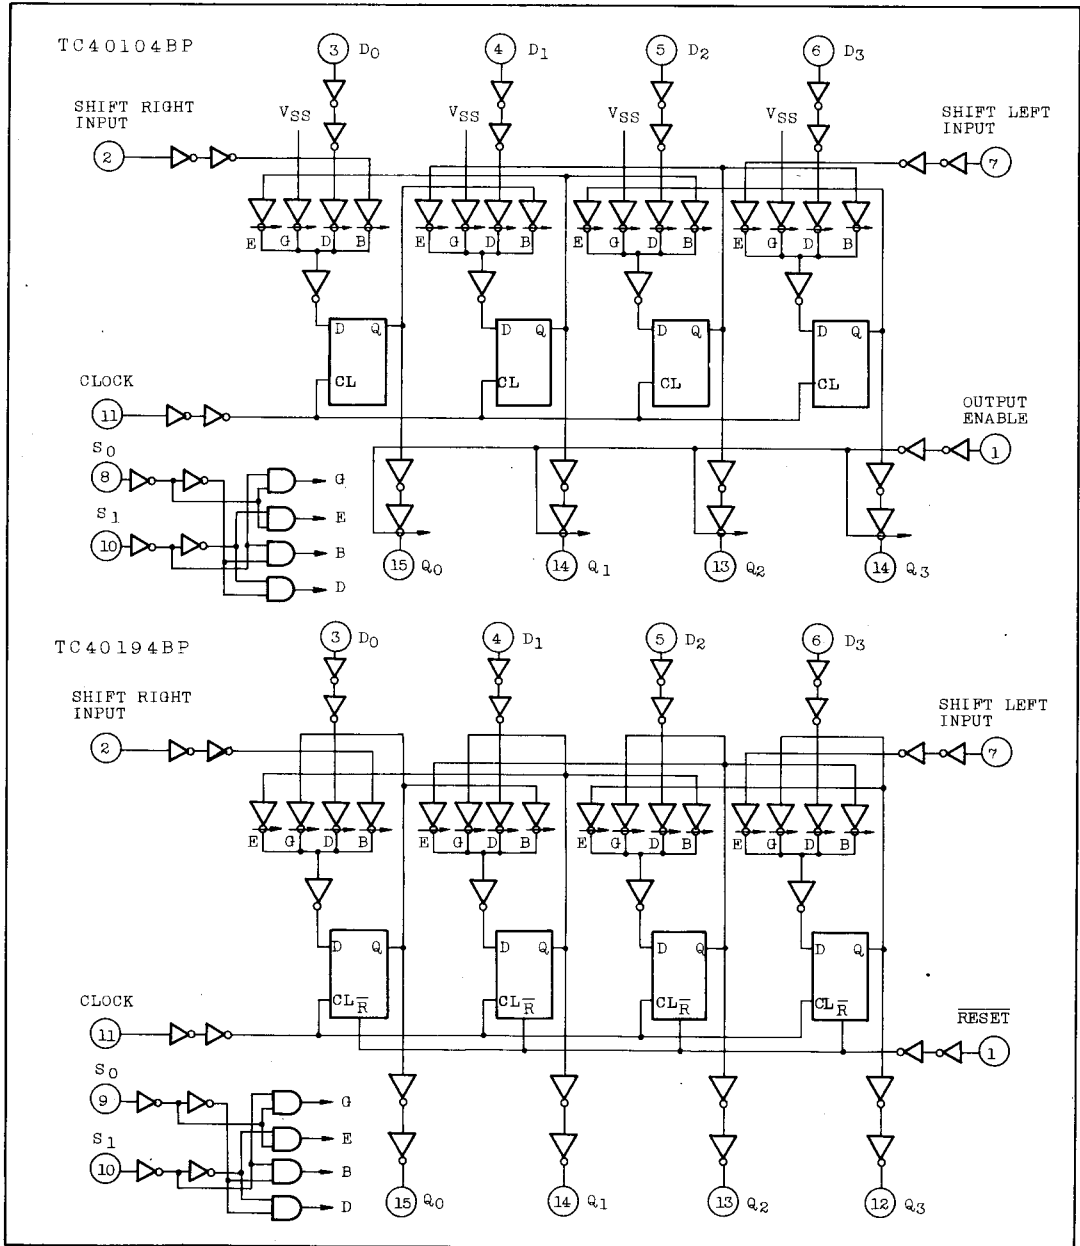 TC40104BP
3 D0 4 D1 5 D2 6 D3
SHIFT RIGHT
INPUT
2
VSS VSS VSS VSS
SHIFT LEFT
INPUT
7
E G D B E G D B E G D B E G D B
D Q D Q D Q D Q
CL CL CL CL
CLOCK
11
OUTPUT
ENABLE
1
S0
8
S1
10
G
E
B
D
15 Q0 14 Q1 13 Q2 14 Q3
TC40194BP
3 D0 4 D1 5 D2 6 D3
SHIFT RIGHT
INPUT
2
SHIFT LEFT
INPUT
7
E G D B E G D B E G D B E G D B
D Q D Q D Q D Q
CL R̅ CL R̅ CL R̅ CL R̅
CLOCK
11
R̅E̅S̅E̅T̅
1
S0
9
S1
10
G
E
B
D
15 Q0 14 Q1 13 Q2 12 Q3